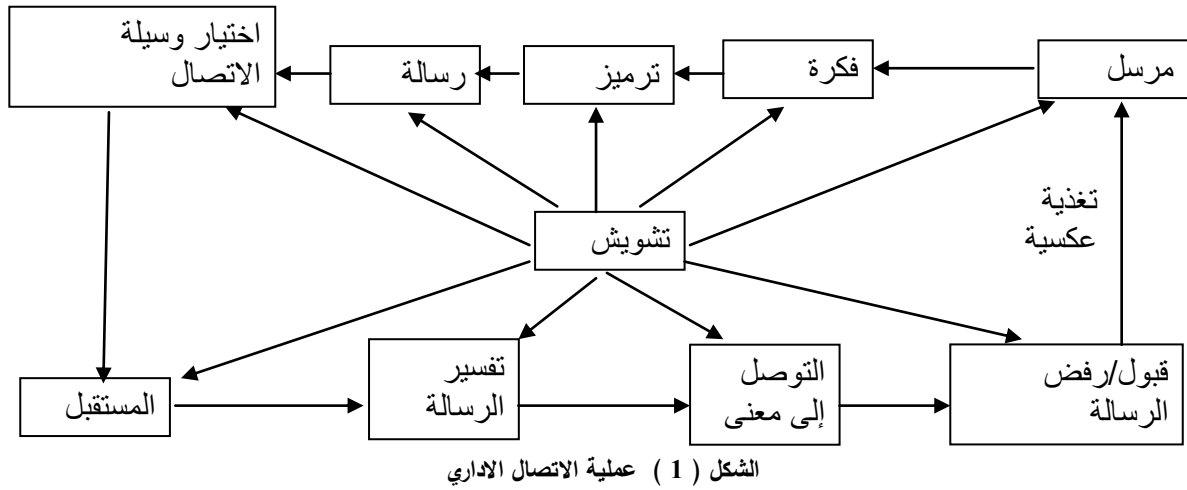 مرسل
فكرة
ترميز
رسالة
اختيار وسيلة
الاتصال
تشويش
تغذية
عكسية
المستقبل
تفسير
الرسالة
التوصل
إلى معنى
قبول/رفض
الرسالة
الشكل ( 1 ) عملية الاتصال الاداري